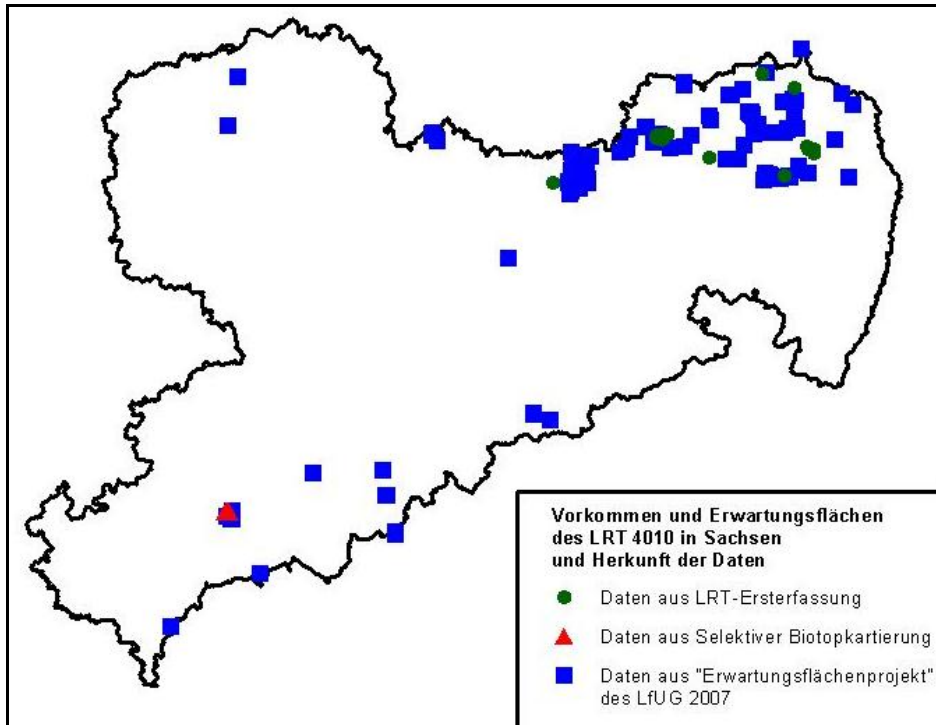 Vorkommen und Erwartungsflächen
des LRT 4010 in Sachsen
und Herkunft der Daten
Daten aus LRT-Ersterfassung
Daten aus Selektiver Biotopkartierung
Daten aus "Erwartungsflächenprojekt"
des LfUG 2007